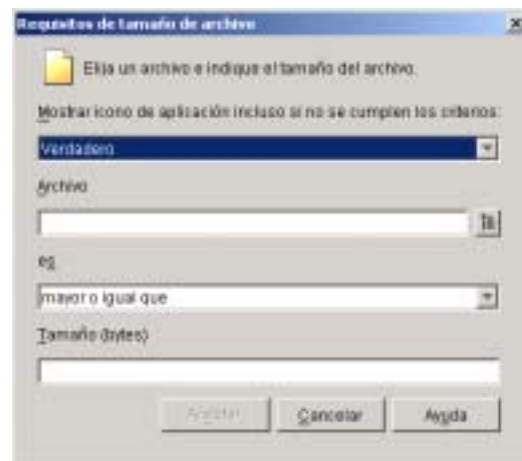 Requisitos de tamaño de archivo
Elija un archivo e indique el tamaño del archivo.
Mostrar icono de aplicación incluso si no se cumplen los criterios:
Verdadero
Archivo
es
mayor o igual que
Tamaño (bytes)
Aceptar Cancelar Ayuda